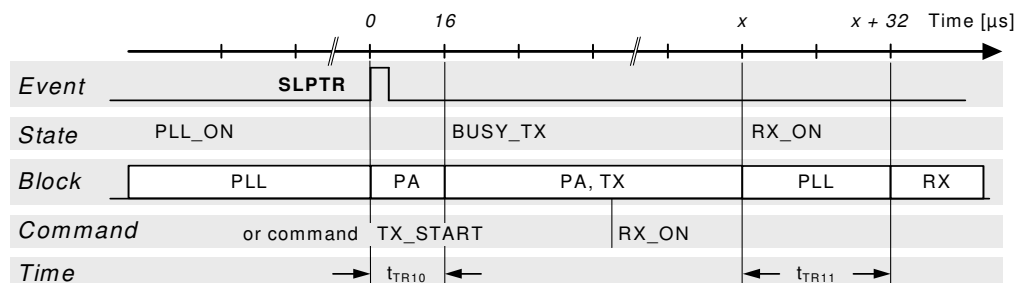 0 16 x x + 32 Time [μs]
Event SLPTR
State PLL_ON BUSY_TX RX_ON
Block PLL PA PA, TX PLL RX
Command or command TX_START RX_ON
Time tTR10 tTR11